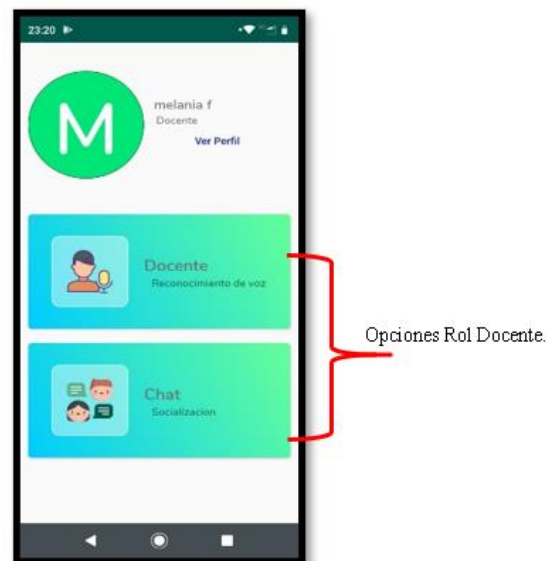 23:20
M
melania f
Docente
Ver Perfil
Docente
Reconocimiento de voz
Opciones Rol Docente.
Chat
Socializacion